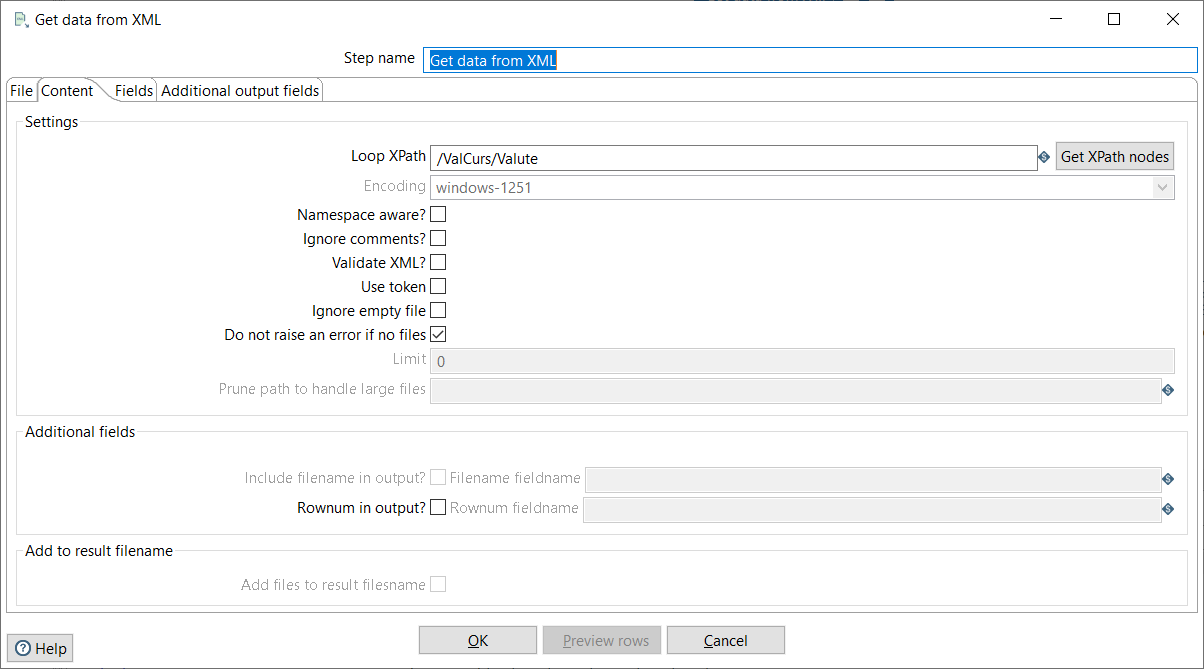 Get data from XML
Step name Get data from XML
File Content Fields Additional output fields
Settings
Loop XPath /ValCurs/Valute Get XPath nodes
Encoding windows-1251
Namespace aware?
Ignore comments?
Validate XML?
Use token
Ignore empty file
Do not raise an error if no files
Limit 0
Prune path to handle large files
Additional fields
Include filename in output? Filename fieldname
Rownum in output? Rownum fieldname
Add to result filename
Add files to result filesname
Help OK Preview rows Cancel